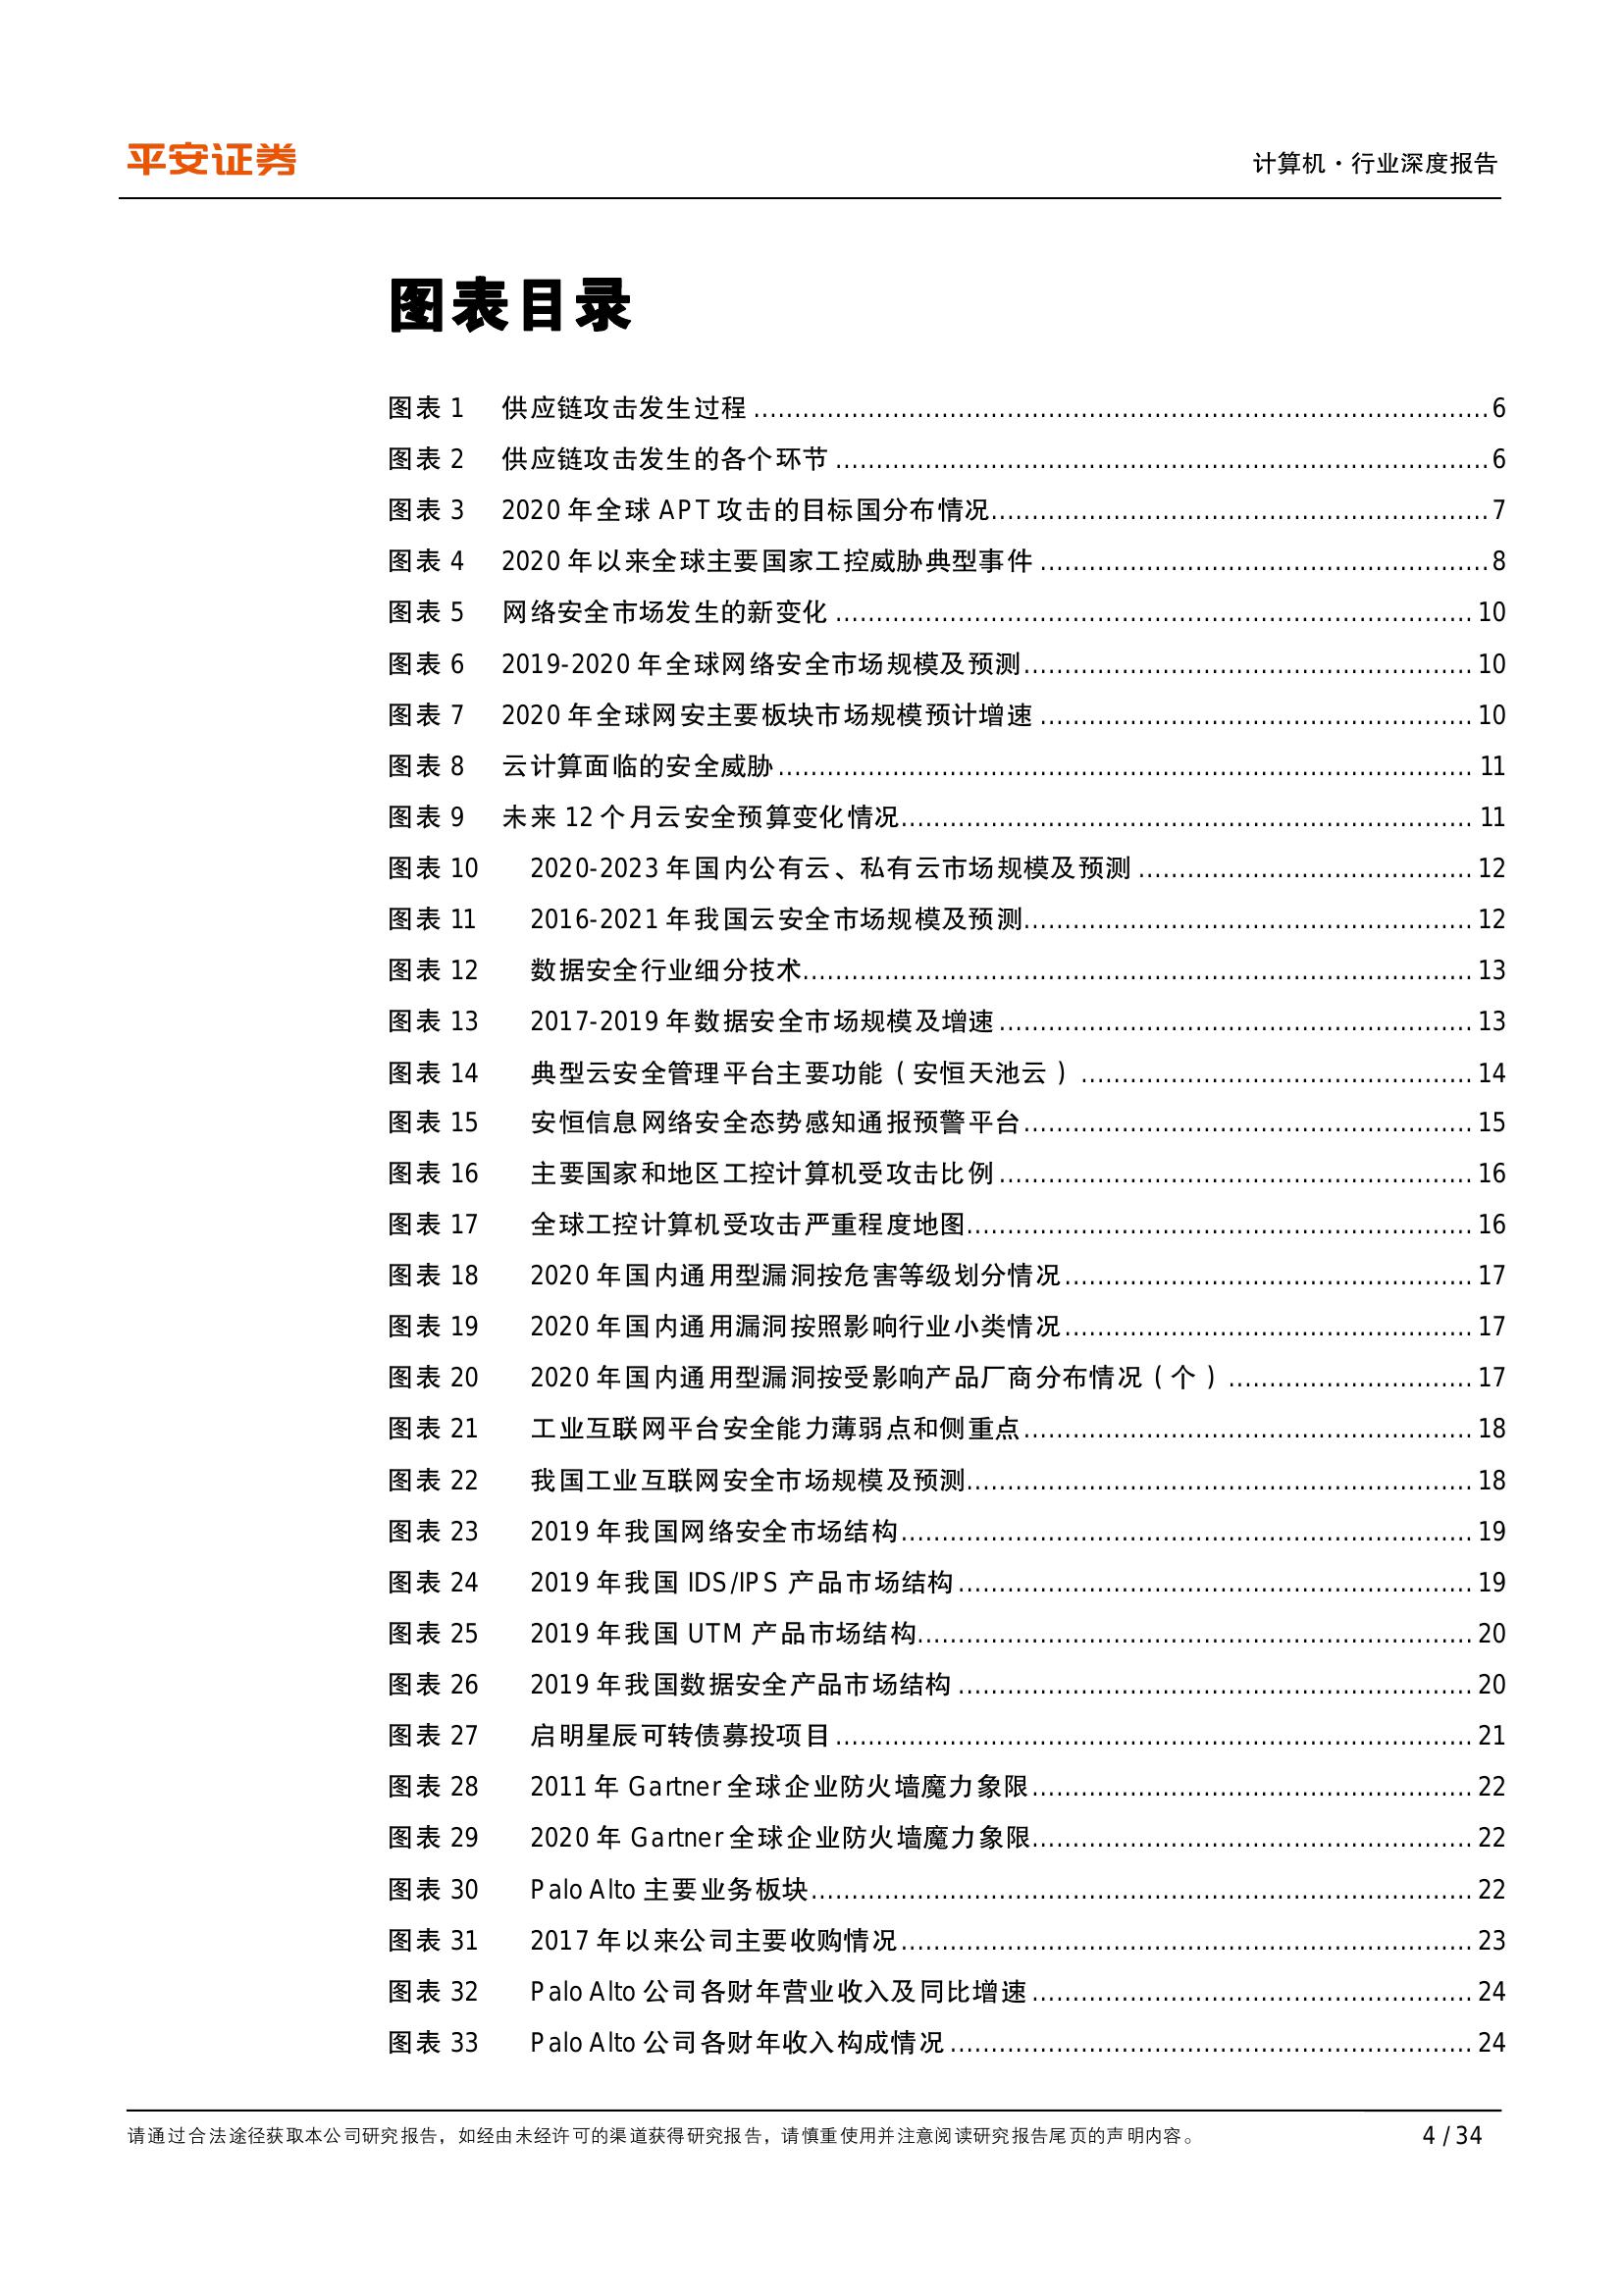 平安证券
计算机·行业深度报告
图表目录
图表 1 供应链攻击发生过程 6
图表 2 供应链攻击发生的各个环节 6
图表 3 2020 年全球 APT 攻击的目标国分布情况 7
图表 4 2020 年以来全球主要国家工控威胁典型事件 8
图表 5 网络安全市场发生的新变化 10
图表 6 2019-2020 年全球网络安全市场规模及预测 10
图表 7 2020 年全球网安主要板块市场规模预计增速 10
图表 8 云计算面临的安全威胁 11
图表 9 未来 12 个月云安全预算变化情况 11
图表 10 2020-2023 年国内公有云、私有云市场规模及预测 12
图表 11 2016-2021 年我国云安全市场规模及预测 12
图表 12 数据安全行业细分技术 13
图表 13 2017-2019 年数据安全市场规模及增速 13
图表 14 典型云安全管理平台主要功能（安恒天池云） 14
图表 15 安恒信息网络安全态势感知通报预警平台 15
图表 16 主要国家和地区工控计算机受攻击比例 16
图表 17 全球工控计算机受攻击严重程度地图 16
图表 18 2020 年国内通用型漏洞按危害等级划分情况 17
图表 19 2020 年国内通用漏洞按照影响行业小类情况 17
图表 20 2020 年国内通用型漏洞按受影响产品厂商分布情况（个） 17
图表 21 工业互联网平台安全能力薄弱点和侧重点 18
图表 22 我国工业互联网安全市场规模及预测 18
图表 23 2019 年我国网络安全市场结构 19
图表 24 2019 年我国 IDS/IPS 产品市场结构 19
图表 25 2019 年我国 UTM 产品市场结构 20
图表 26 2019 年我国数据安全产品市场结构 20
图表 27 启明星辰可转债募投项目 21
图表 28 2011 年 Gartner 全球企业防火墙魔力象限 22
图表 29 2020 年 Gartner 全球企业防火墙魔力象限 22
图表 30 Palo Alto 主要业务板块 22
图表 31 2017 年以来公司主要收购情况 23
图表 32 Palo Alto 公司各财年营业收入及同比增速 24
图表 33 Palo Alto 公司各财年收入构成情况 24
请通过合法途径获取本公司研究报告，如经由未经许可的渠道获得研究报告，请慎重使用并注意阅读研究报告尾页的声明内容。
4 / 34